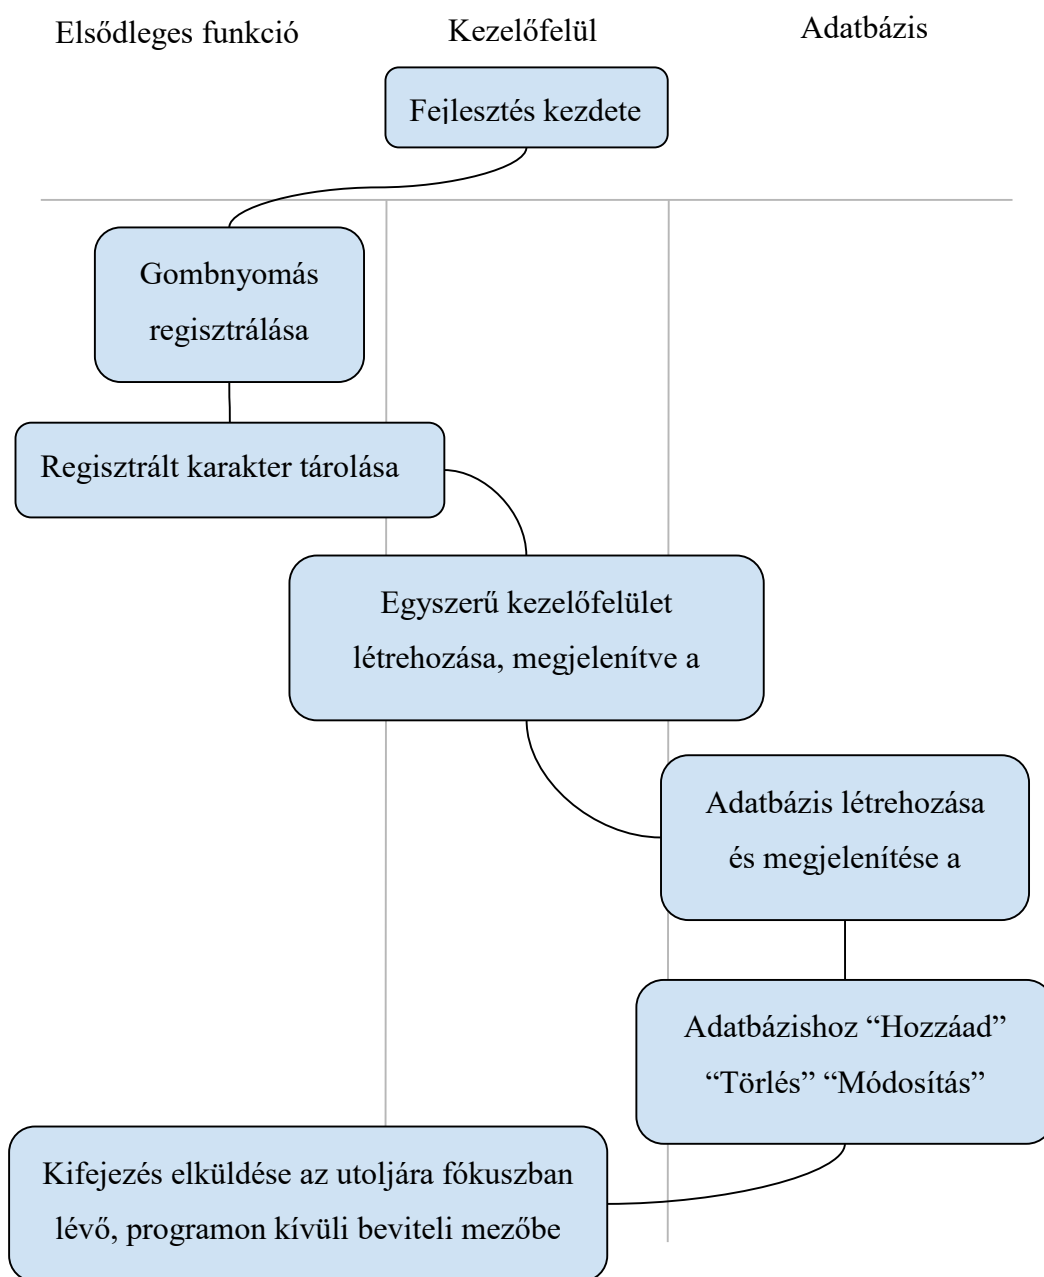 Elsődleges funkció
Kezelőfelül
Adatbázis
Fejlesztés kezdete
Gombnyomás
regisztrálása
Regisztrált karakter tárolása
Egyszerű kezelőfelület
létrehozása, megjelenítve a
Adatbázis létrehozása
és megjelenítése a
Adatbázishoz “Hozzáad”
“Törlés” “Módosítás”
Kifejezés elküldése az utoljára fókuszban
lévő, programon kívüli beviteli mezőbe